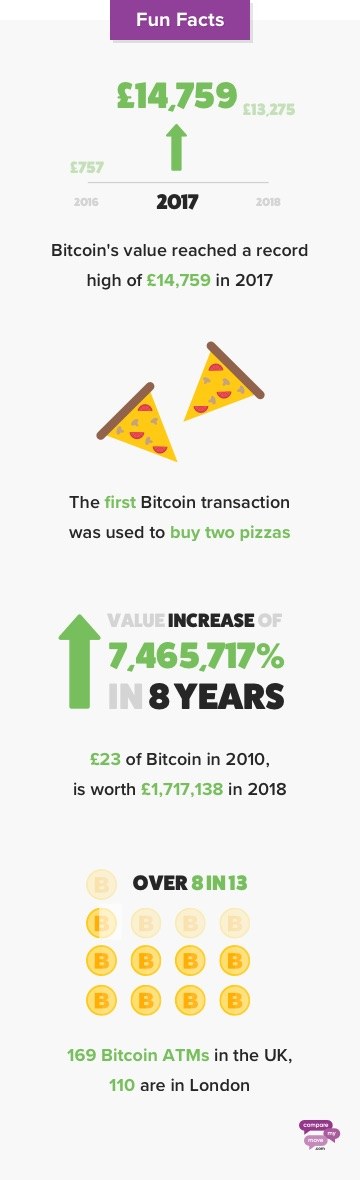 Fun Facts
£14,759
£13,275
£757
2016
2017
2018
Bitcoin's value reached a record
high of £14,759 in 2017
The first Bitcoin transaction
was used to buy two pizzas
VALUE INCREASE OF
7,465,717%
IN 8 YEARS
£23 of Bitcoin in 2010,
is worth £1,717,138 in 2018
B OVER 8 IN 13
B B B B
B B B B
B B B B
169 Bitcoin ATMs in the UK,
110 are in London
compare
my
move
.com